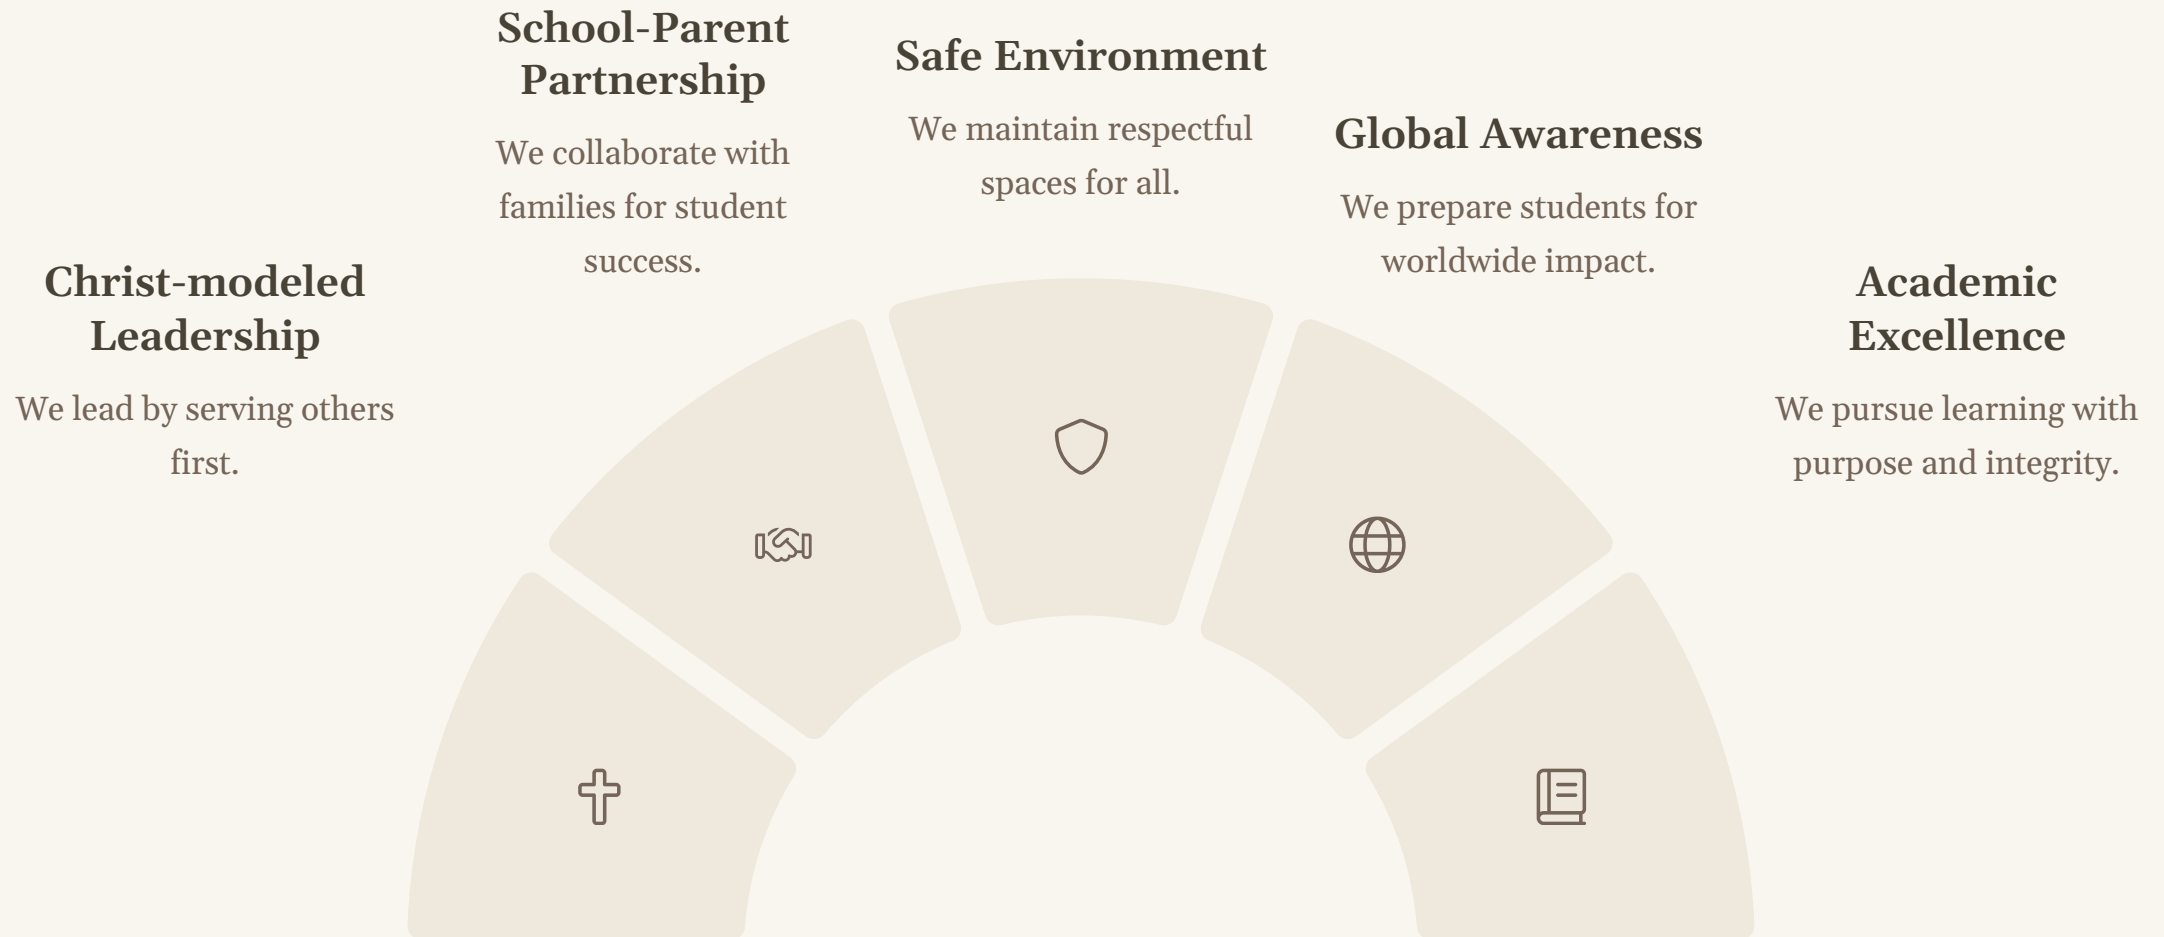 Christ-modeled
Leadership
We lead by serving others
first.
School-Parent
Partnership
We collaborate with
families for student
success.
Safe Environment
We maintain respectful
spaces for all.
Global Awareness
We prepare students for
worldwide impact.
Academic
Excellence
We pursue learning with
purpose and integrity.